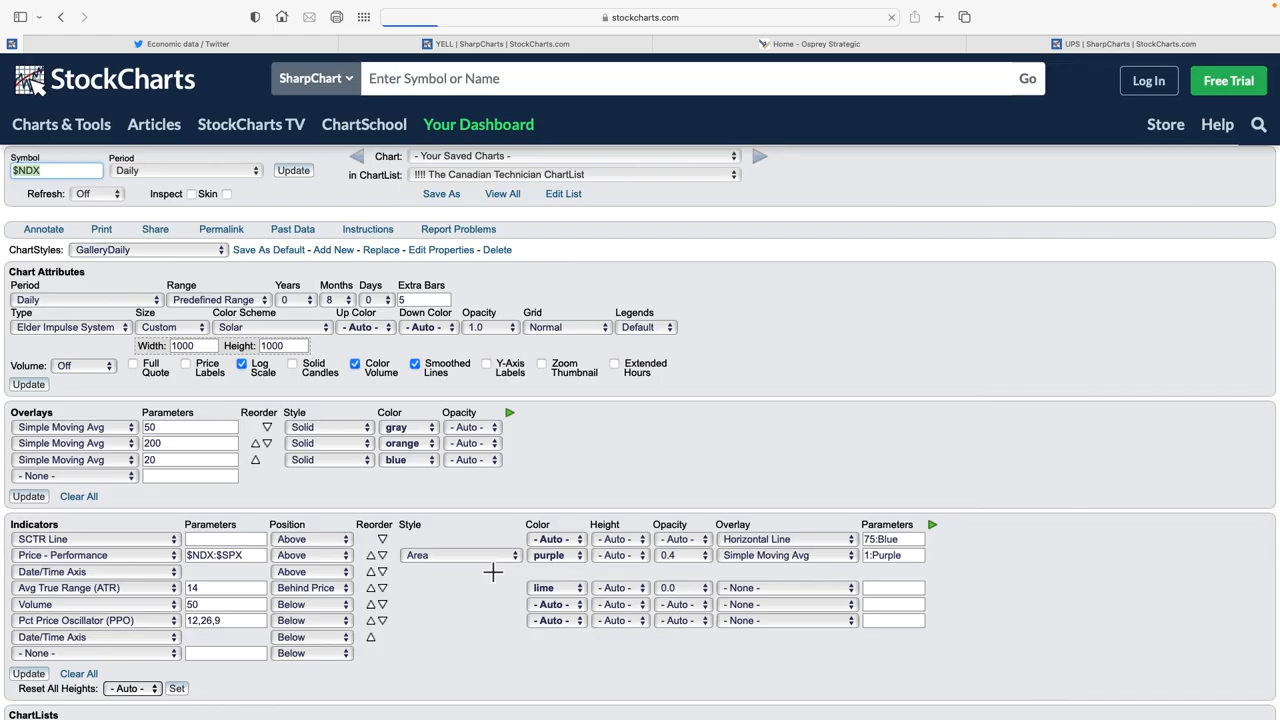 stockcharts.com
Economic data / Twitter
YELL | SharpCharts | StockCharts.com
Home - Osprey Strategic
UPS | SharpCharts | StockCharts.com
StockCharts
SharpChart
Enter Symbol or Name
Go
Log In
Free Trial
Charts & Tools
Articles
StockCharts TV
ChartSchool
Your Dashboard
Store
Help
Symbol
Period
Chart:
- Your Saved Charts -
$NDX
Daily
Update
in ChartList:
!!!! The Canadian Technician ChartList
Refresh:
Off
Inspect
Skin
Save As
View All
Edit List
Annotate
Print
Share
Permalink
Past Data
Instructions
Report Problems
ChartStyles:
GalleryDaily
Save As Default - Add New - Replace - Edit Properties - Delete
Chart Attributes
Period
Range
Years
Months
Days
Extra Bars
Daily
Predefined Range
0
8
0
5
Type
Size
Color Scheme
Up Color
Down Color
Opacity
Grid
Legends
Elder Impulse System
Custom
Solar
- Auto -
- Auto -
1.0
Normal
Default
Width:
1000
Height:
1000
Volume:
Off
Full Quote
Price Labels
Log Scale
Solid Candles
Color Volume
Smoothed Lines
Y-Axis Labels
Zoom Thumbnail
Extended Hours
Update
Overlays
Parameters
Reorder
Style
Color
Opacity
Simple Moving Avg
50
Solid
gray
- Auto -
Simple Moving Avg
200
Solid
orange
- Auto -
Simple Moving Avg
20
Solid
blue
- Auto -
- None -
Update
Clear All
Indicators
Parameters
Position
Reorder
Style
Color
Height
Opacity
Overlay
Parameters
SCTR Line
Above
- Auto -
- Auto -
- Auto -
Horizontal Line
75:Blue
Price - Performance
$NDX:$SPX
Above
Area
purple
- Auto -
0.4
Simple Moving Avg
1:Purple
Date/Time Axis
Above
Avg True Range (ATR)
14
Behind Price
lime
- Auto -
0.0
- None -
Volume
50
Below
- Auto -
- Auto -
- Auto -
- None -
Pct Price Oscillator (PPO)
12,26,9
Below
- Auto -
- Auto -
- Auto -
- None -
Date/Time Axis
Below
- None -
Below
Update
Clear All
Reset All Heights:
- Auto -
Set
ChartLists